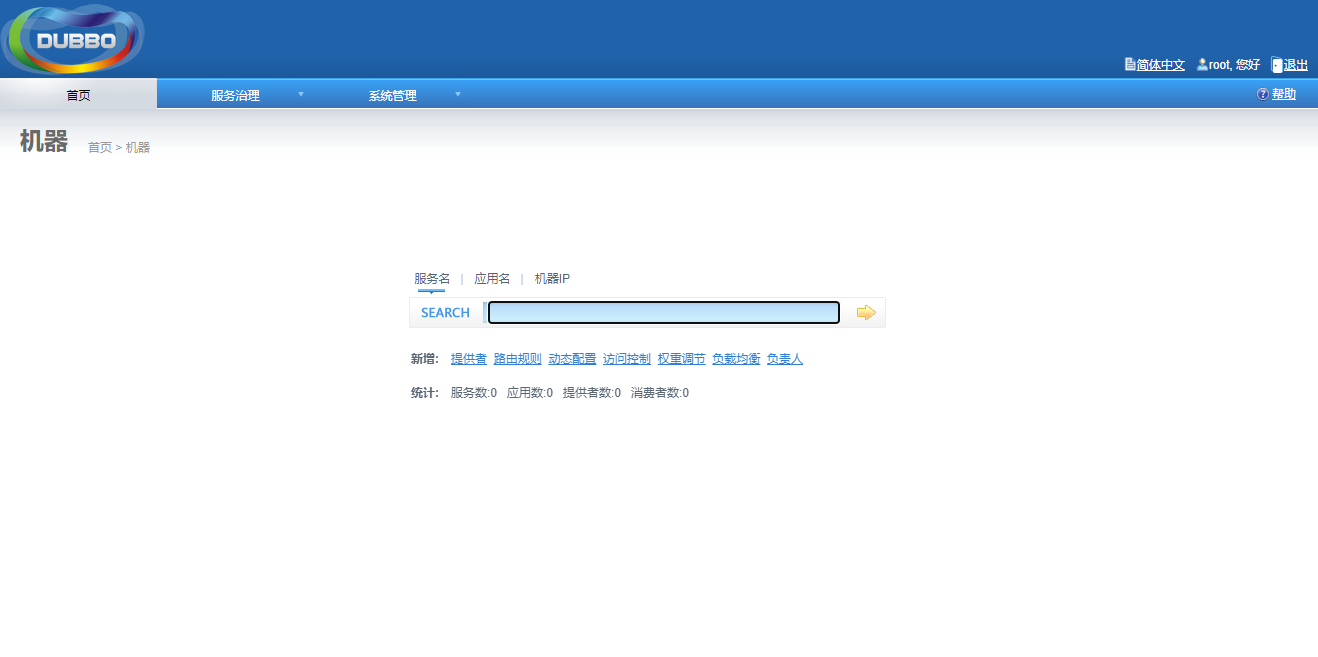 DUBBO
简体中文 root, 您好 退出
首页 服务治理 系统管理 帮助
机器 首页 > 机器
服务名 | 应用名 | 机器IP
SEARCH
新增: 提供者 路由规则 动态配置 访问控制 权重调节 负载均衡 负责人
统计: 服务数:0 应用数:0 提供者数:0 消费者数:0